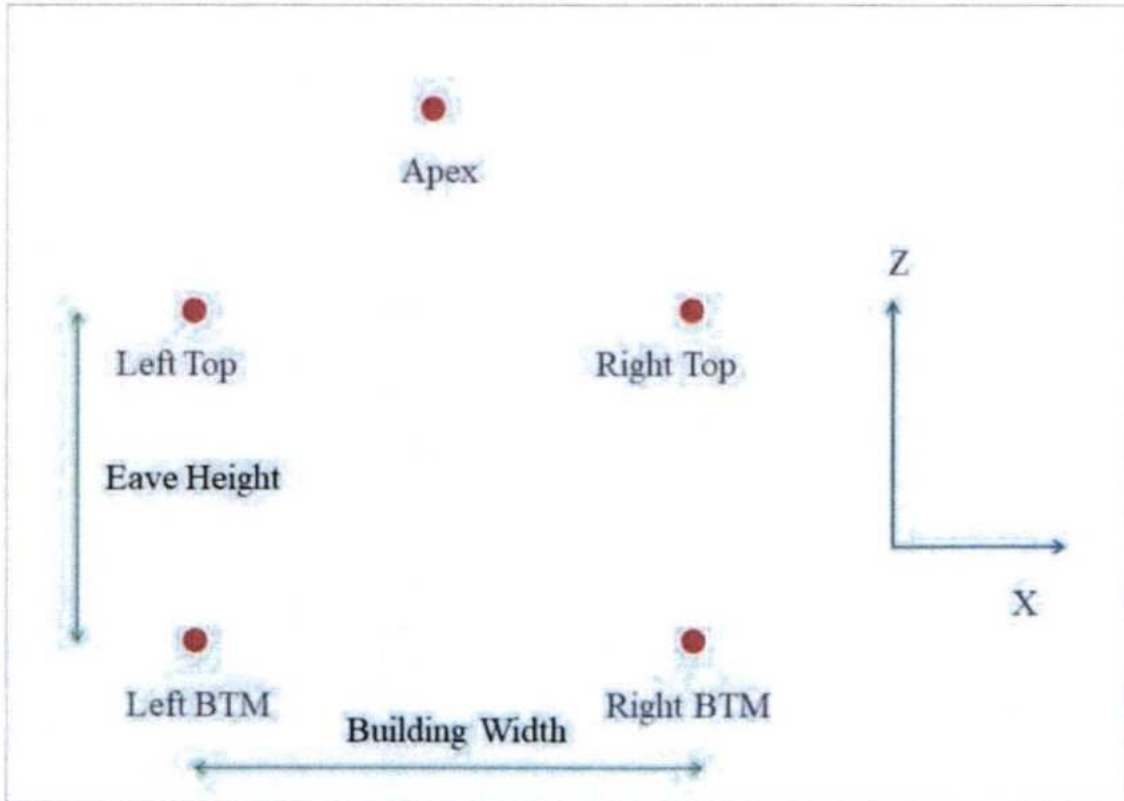 Apex
Z
Left Top
Right Top
Eave Height
X
Left BTM
Right BTM
Building Width